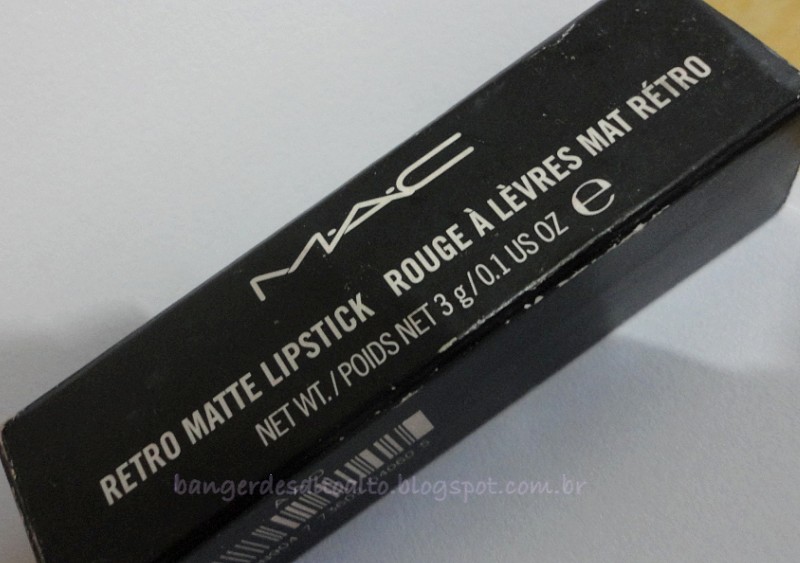 M·A·C
RETRO MATTE LIPSTICK ROUGE À LÈVRES MAT RÉTRO
NET WT./POIDS NET 3 g/0.1 US OZ e
bangerdesditoalto.blogspot.com.br